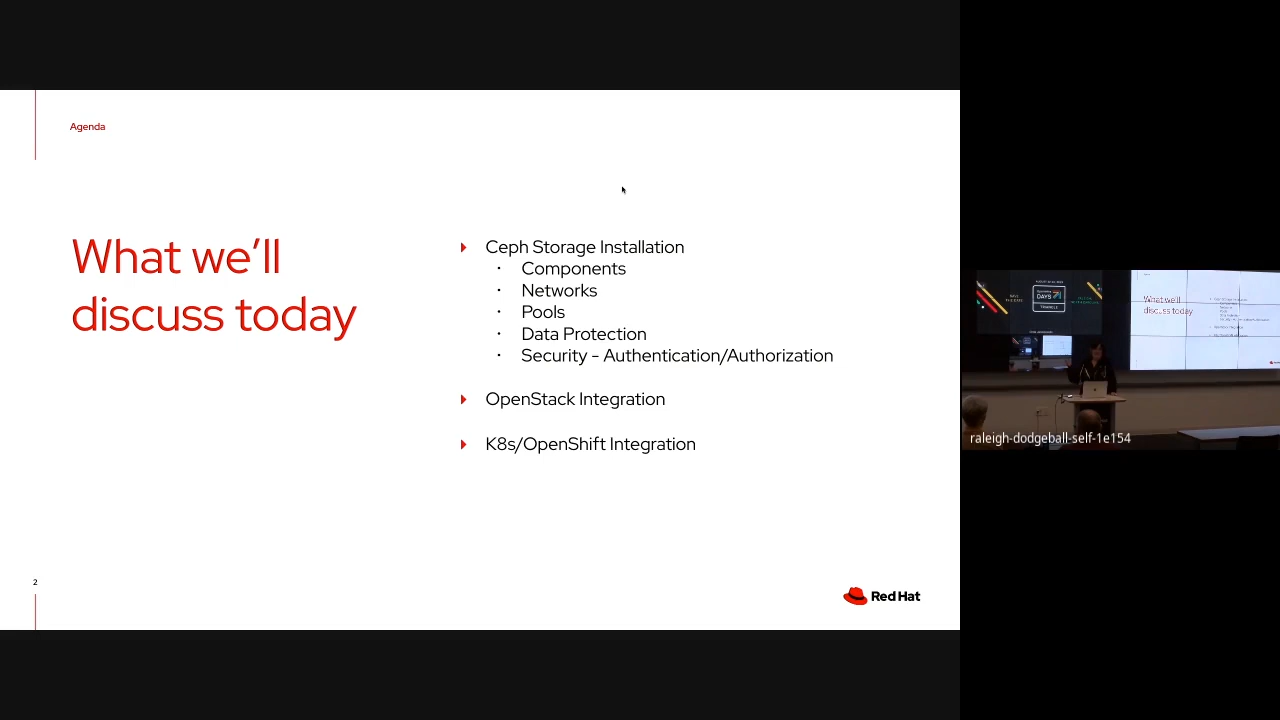 Agenda
What we'll
discuss today
Ceph Storage Installation
Components
Networks
Pools
Data Protection
Security - Authentication/Authorization
OpenStack Integration
K8s/OpenShift Integration
2
Red Hat
What we'll
discuss today
DAYS
raleigh-dodgeball-self-1e154